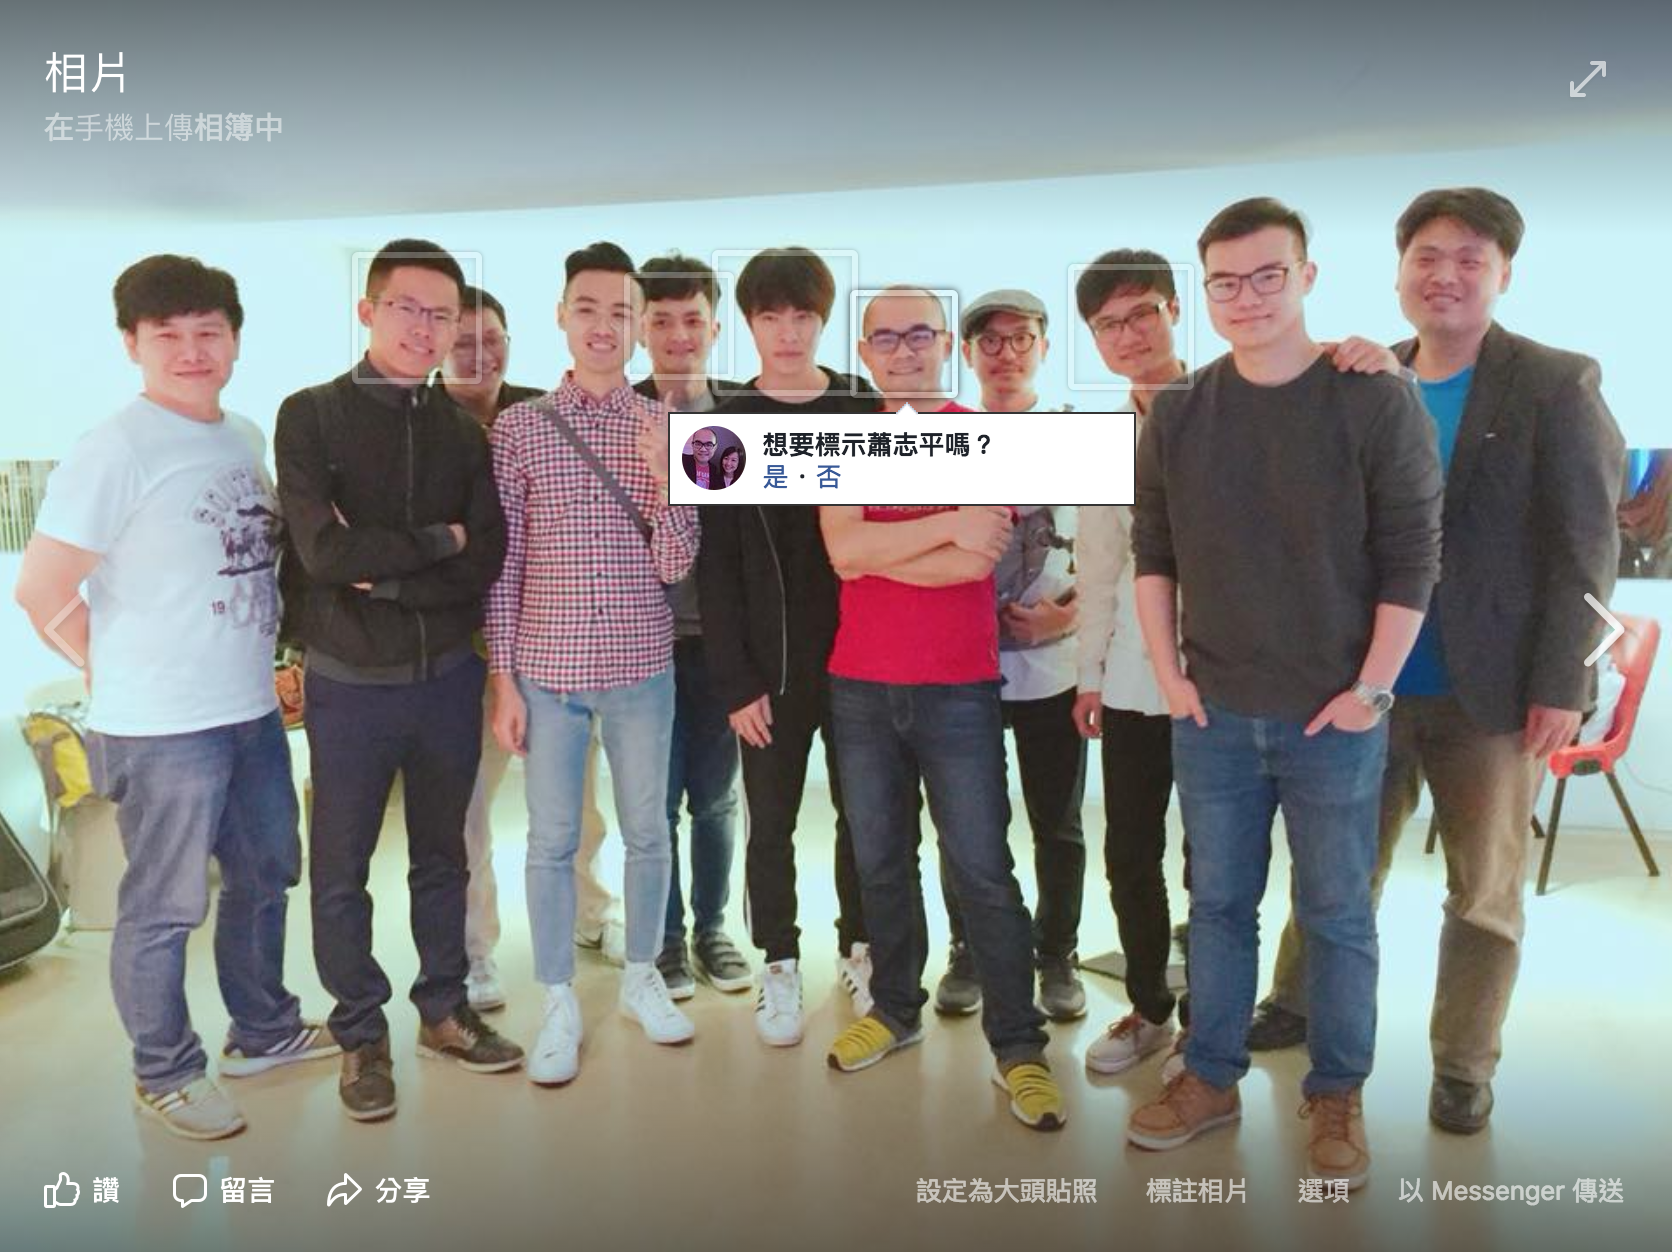 相片
在手機上傳相簿中
想要標示蕭志平嗎？
是 · 否
19
讚
留言
分享
設定為大頭貼照
標註相片
選項
以 Messenger 傳送